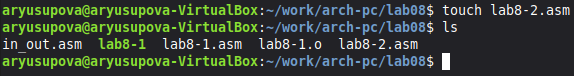 aryusupova@aryusupova-VirtualBox:~/work/arch-pc/lab08$ touch lab8-2.asm
aryusupova@aryusupova-VirtualBox:~/work/arch-pc/lab08$ ls
in_out.asm  lab8-1  lab8-1.asm  lab8-1.o  lab8-2.asm
aryusupova@aryusupova-VirtualBox:~/work/arch-pc/lab08$